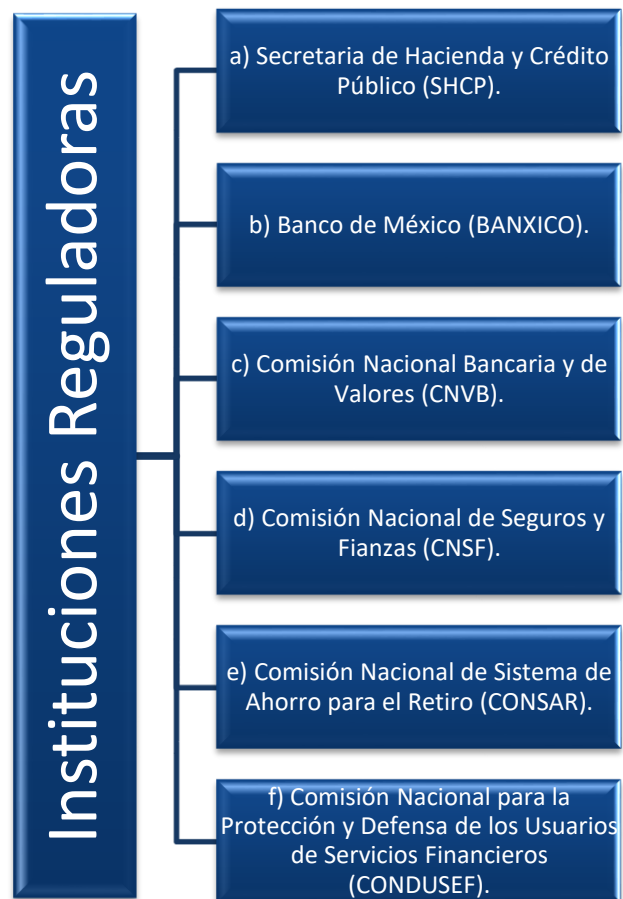 Instituciones Reguladoras
a) Secretaria de Hacienda y Crédito
Público (SHCP).
b) Banco de México (BANXICO).
c) Comisión Nacional Bancaria y de
Valores (CNVB).
d) Comisión Nacional de Seguros y
Fianzas (CNSF).
e) Comisión Nacional de Sistema de
Ahorro para el Retiro (CONSAR).
f) Comisión Nacional para la
Protección y Defensa de los Usuarios
de Servicios Financieros
(CONDUSEF).